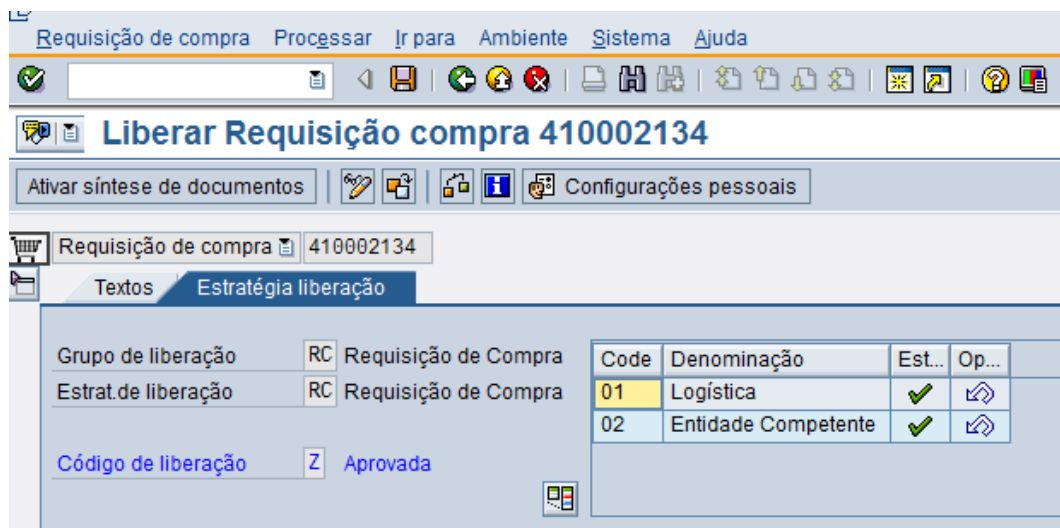 Requisição de compra Processar Ir para Ambiente Sistema Ajuda
Liberar Requisição compra 410002134
Ativar síntese de documentos Configurações pessoais
Requisição de compra 410002134
Textos Estratégia liberação
Grupo de liberação RC Requisição de Compra
Estrat.de liberação RC Requisição de Compra
Código de liberação Z Aprovada
Code Denominação Est... Op...
01 Logística
02 Entidade Competente